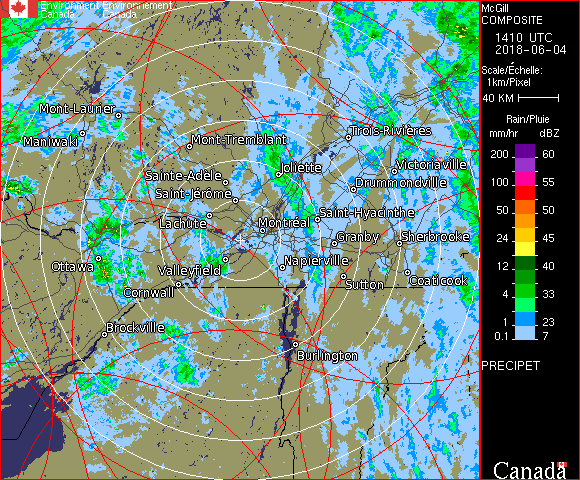 Environment Environnement
Canada Canada
McGill
COMPOSITE
1410 UTC
2018-06-04
Scale/Échelle:
1km/Pixel
40 KM
Rain/Pluie
mm/hr dBZ
200 60
100 55
50 50
24 45
12 40
4 33
1 23
0.1 7
PRECIPET
Canada
Mont-Laurier
Maniwaki
Mont-Tremblant
Trois-Rivières
Sainte-Adèle
Joliette
Victoriaville
Saint-Jérôme
Drummondville
Lachute
Montréal
Saint-Hyacinthe
Granby
Sherbrooke
Ottawa
Valleyfield
Napierville
Cornwall
Sutton
Coaticook
Brockville
Burlington